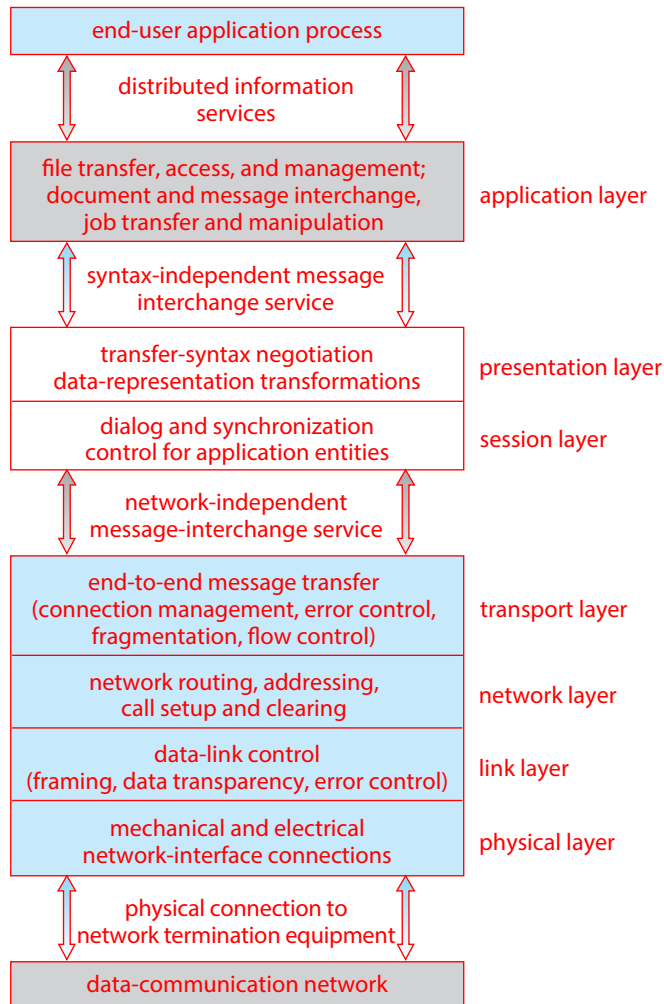 end-user application process
distributed information
services
file transfer, access, and management;
document and message interchange,
job transfer and manipulation
application layer
syntax-independent message
interchange service
transfer-syntax negotiation
data-representation transformations
presentation layer
dialog and synchronization
control for application entities
session layer
network-independent
message-interchange service
end-to-end message transfer
(connection management, error control,
fragmentation, flow control)
transport layer
network routing, addressing,
call setup and clearing
network layer
data-link control
(framing, data transparency, error control)
link layer
mechanical and electrical
network-interface connections
physical layer
physical connection to
network termination equipment
data-communication network